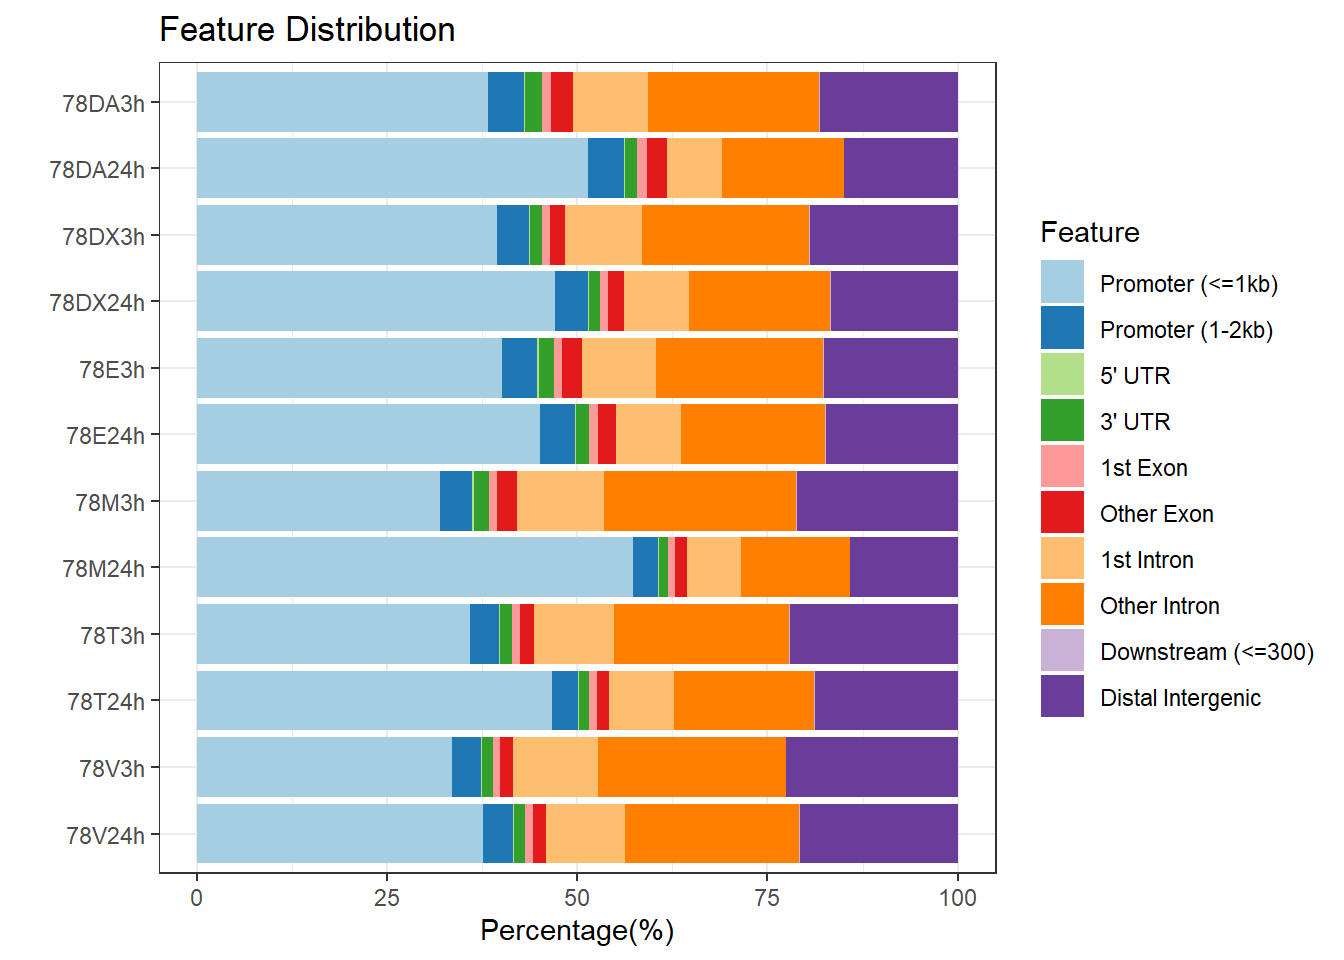 Feature Distribution
78DA3h
78DA24h
78DX3h
78DX24h
78E3h
78E24h
78M3h
78M24h
78T3h
78T24h
78V3h
78V24h
0 25 50 75 100
Percentage(%)
Feature
Promoter (<=1kb)
Promoter (1-2kb)
5' UTR
3' UTR
1st Exon
Other Exon
1st Intron
Other Intron
Downstream (<=300)
Distal Intergenic